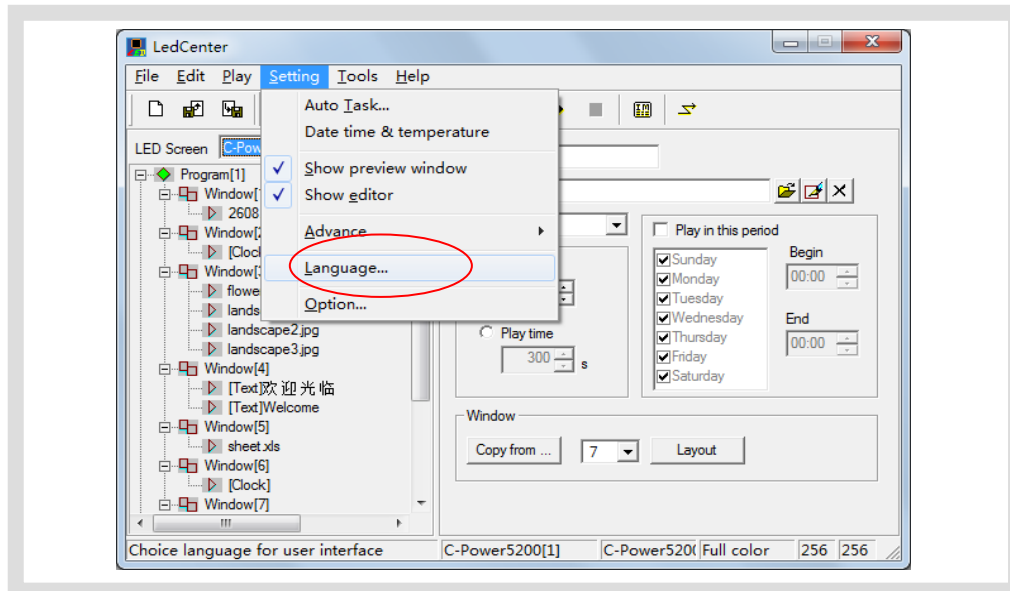 LedCenter
File Edit Play Setting Tools Help
Auto Task...
Date time & temperature
Show preview window
Show editor
Advance
Language...
Option...
LED Screen C-Pow
Program[1]
Window[
2608
Window[
[Clock
Window[
flowe
lands
landscape2.jpg
landscape3.jpg
Window[4]
[Text]欢迎光临
[Text]Welcome
Window[5]
sheet.xls
Window[6]
[Clock]
Window[7]
Play in this period
Sunday
Monday
Tuesday
Wednesday
Thursday
Friday
Saturday
Begin
00:00
End
00:00
Play time
300 s
Window
Copy from ... 7 Layout
Choice language for user interface C-Power5200[1] C-Power520( Full color 256 256